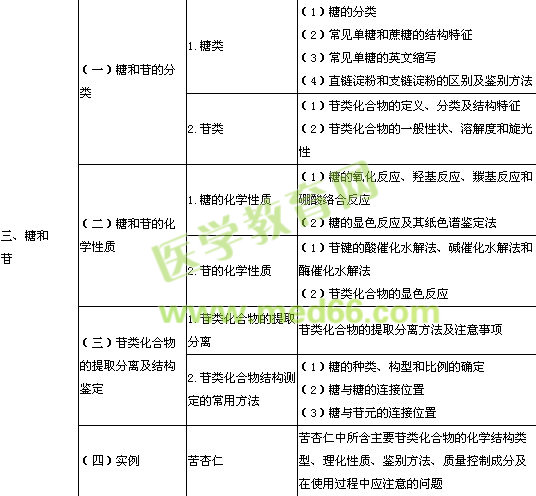 三、糖和
苷
（一）糖和苷的分
类
1.糖类
（1）糖的分类
（2）常见单糖和蔗糖的结构特征
（3）常见单糖的英文缩写
（4）直链淀粉和支链淀粉的区别及鉴别方法
2.苷类
（1）苷类化合物的定义、分类及结构特征
（2）苷类化合物的一般性状、溶解度和旋光
性
（二）糖和苷的化
学性质
1.糖的化学性质
（1）糖的氧化反应、羟基反应、羰基反应和
硼酸络合反应
（2）糖的显色反应及其纸色谱鉴定法
2.苷的化学性质
（1）苷键的酸催化水解法、碱催化水解法和
酶催化水解法
（2）苷类化合物的显色反应
（三）苷类化合物
的提取分离及结构
鉴定
1.苷类化合物的提取
分离
苷类化合物的提取分离方法及注意事项
2.苷类化合物结构测
定的常用方法
（1）糖的种类、构型和比例的确定
（2）糖与糖的连接位置
（3）糖与苷元的连接位置
（四）实例
苦杏仁
苦杏仁中所含主要苷类化合物的化学结构类
型、理化性质、鉴别方法、质量控制成分及
在使用过程中应注意的问题
医学教育网
www.med66.com